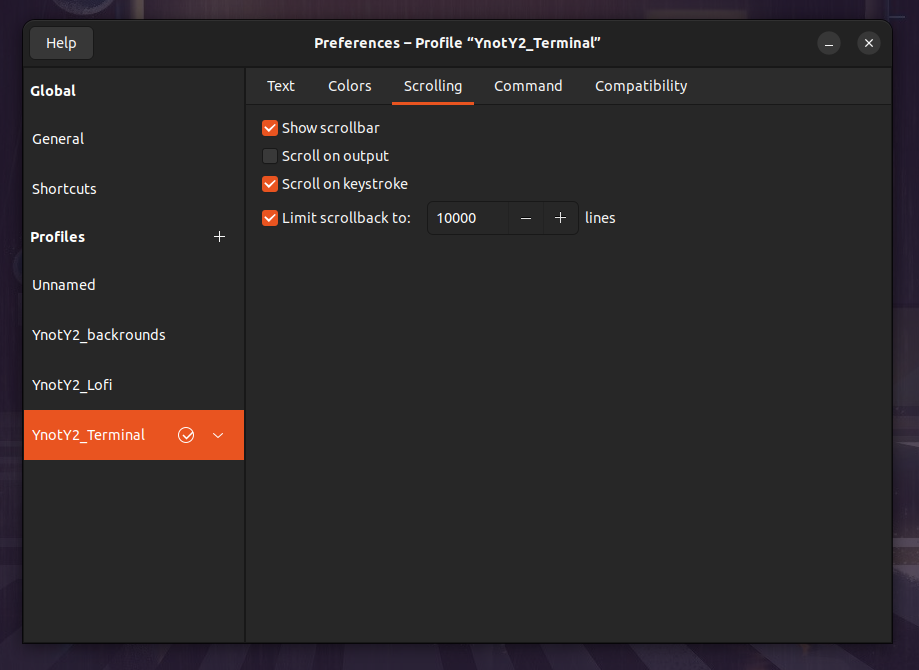 Help
Preferences – Profile “YnotY2_Terminal”
Global
General
Shortcuts
Profiles
Unnamed
YnotY2_backrounds
YnotY2_Lofi
YnotY2_Terminal
Text Colors Scrolling Command Compatibility
Show scrollbar
Scroll on output
Scroll on keystroke
Limit scrollback to: 10000 lines